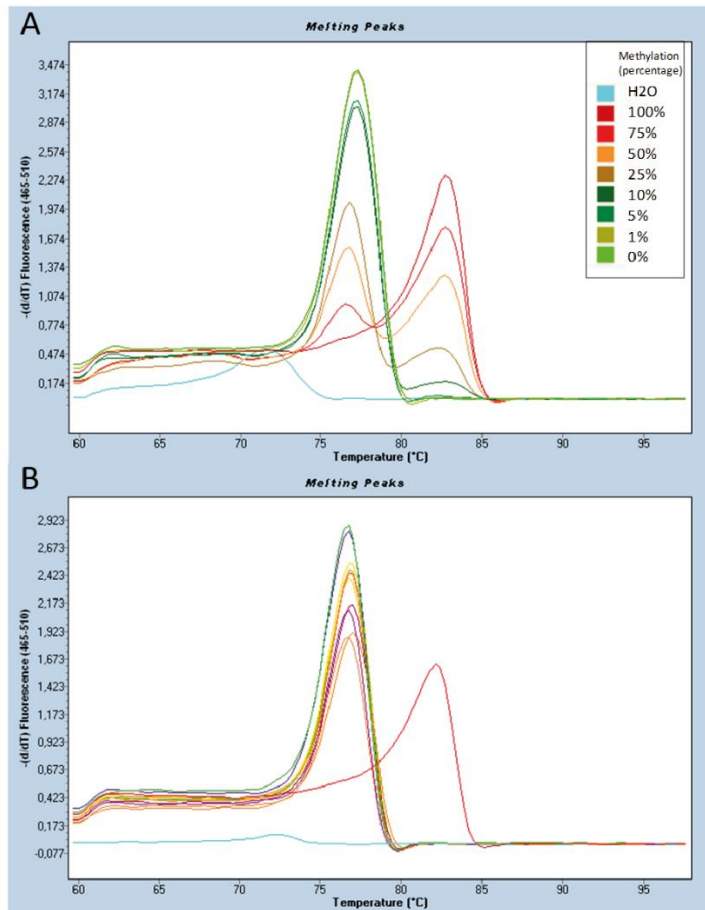 A
Melting Peaks
3,474
3,174
2,874
2,574
2,274
1,974
1,674
1,374
1,074
0,774
0,474
0,174
-(d/dT) Fluorescence (465-510)
Methylation
(percentage)
H2O
100%
75%
50%
25%
10%
5%
1%
0%
60 65 70 75 80 85 90 95
Temperature (°C)
B
Melting Peaks
2,923
2,673
2,423
2,173
1,923
1,673
1,423
1,173
0,923
0,673
0,423
0,173
-0,077
-(d/dT) Fluorescence (465-510)
60 65 70 75 80 85 90 95
Temperature (°C)